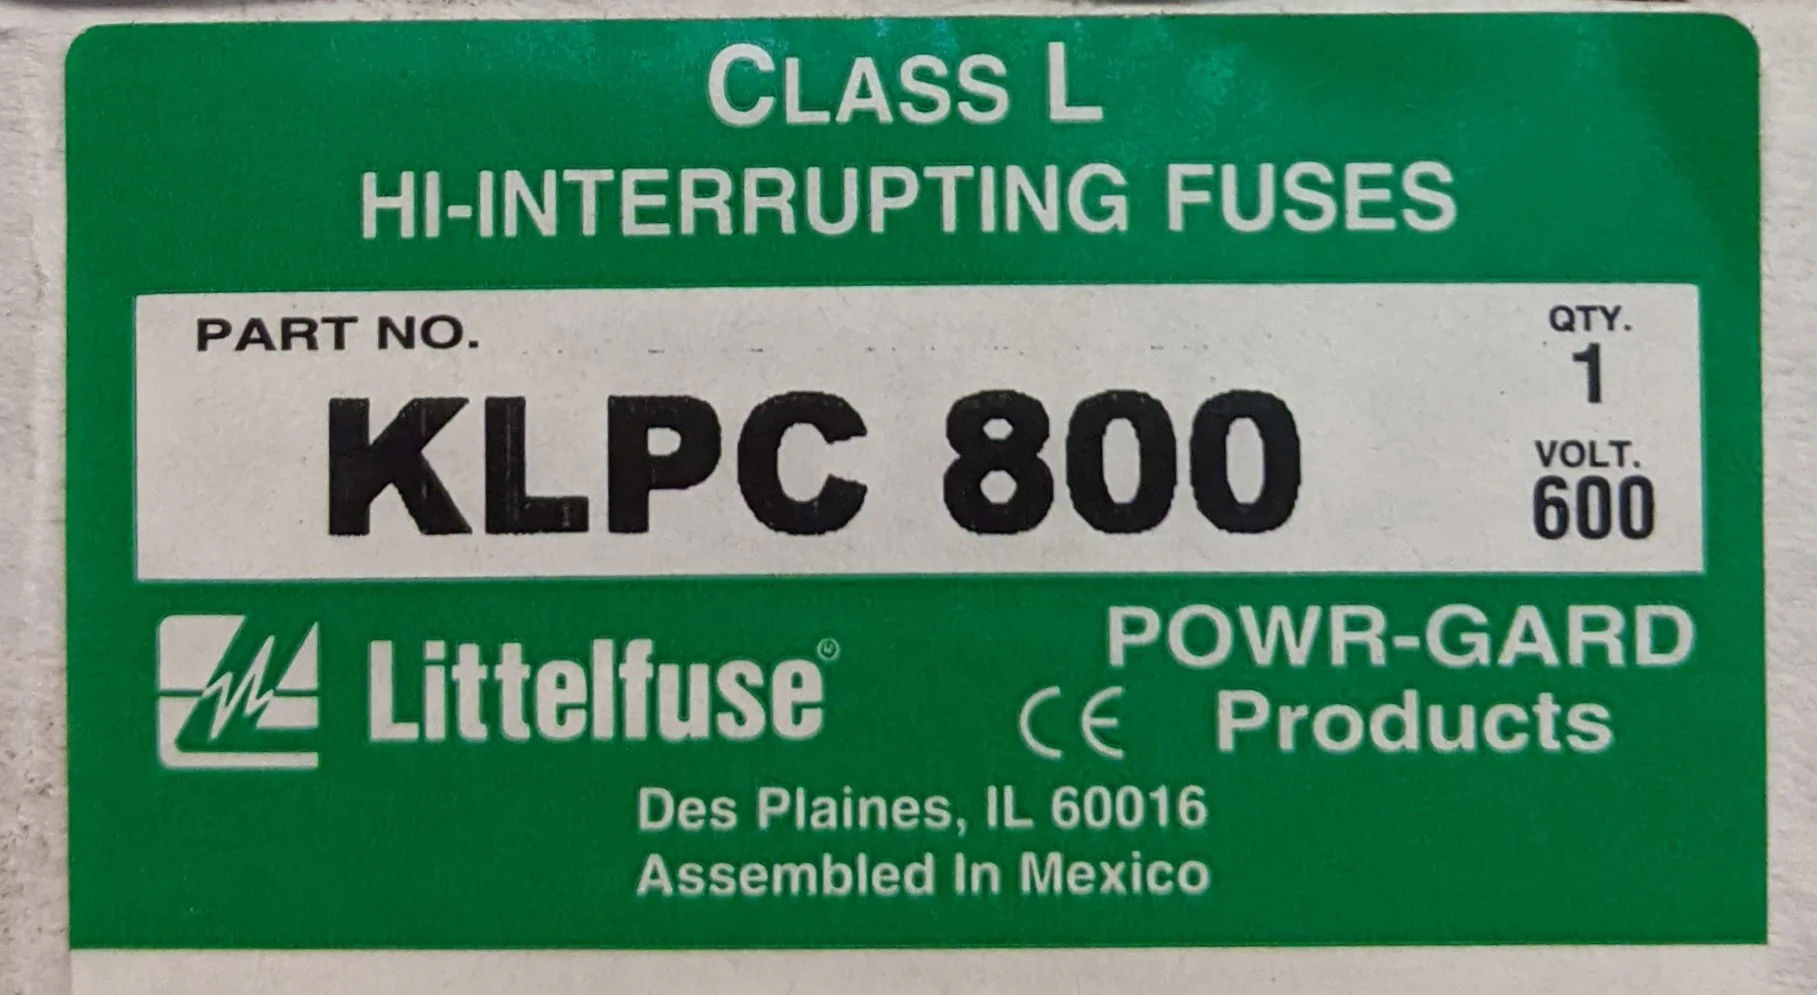 CLASS L
HI-INTERRUPTING FUSES
PART NO.
KLPC 800
QTY.
1
VOLT.
600
Littelfuse®
POWR-GARD
CE Products
Des Plaines, IL 60016
Assembled In Mexico